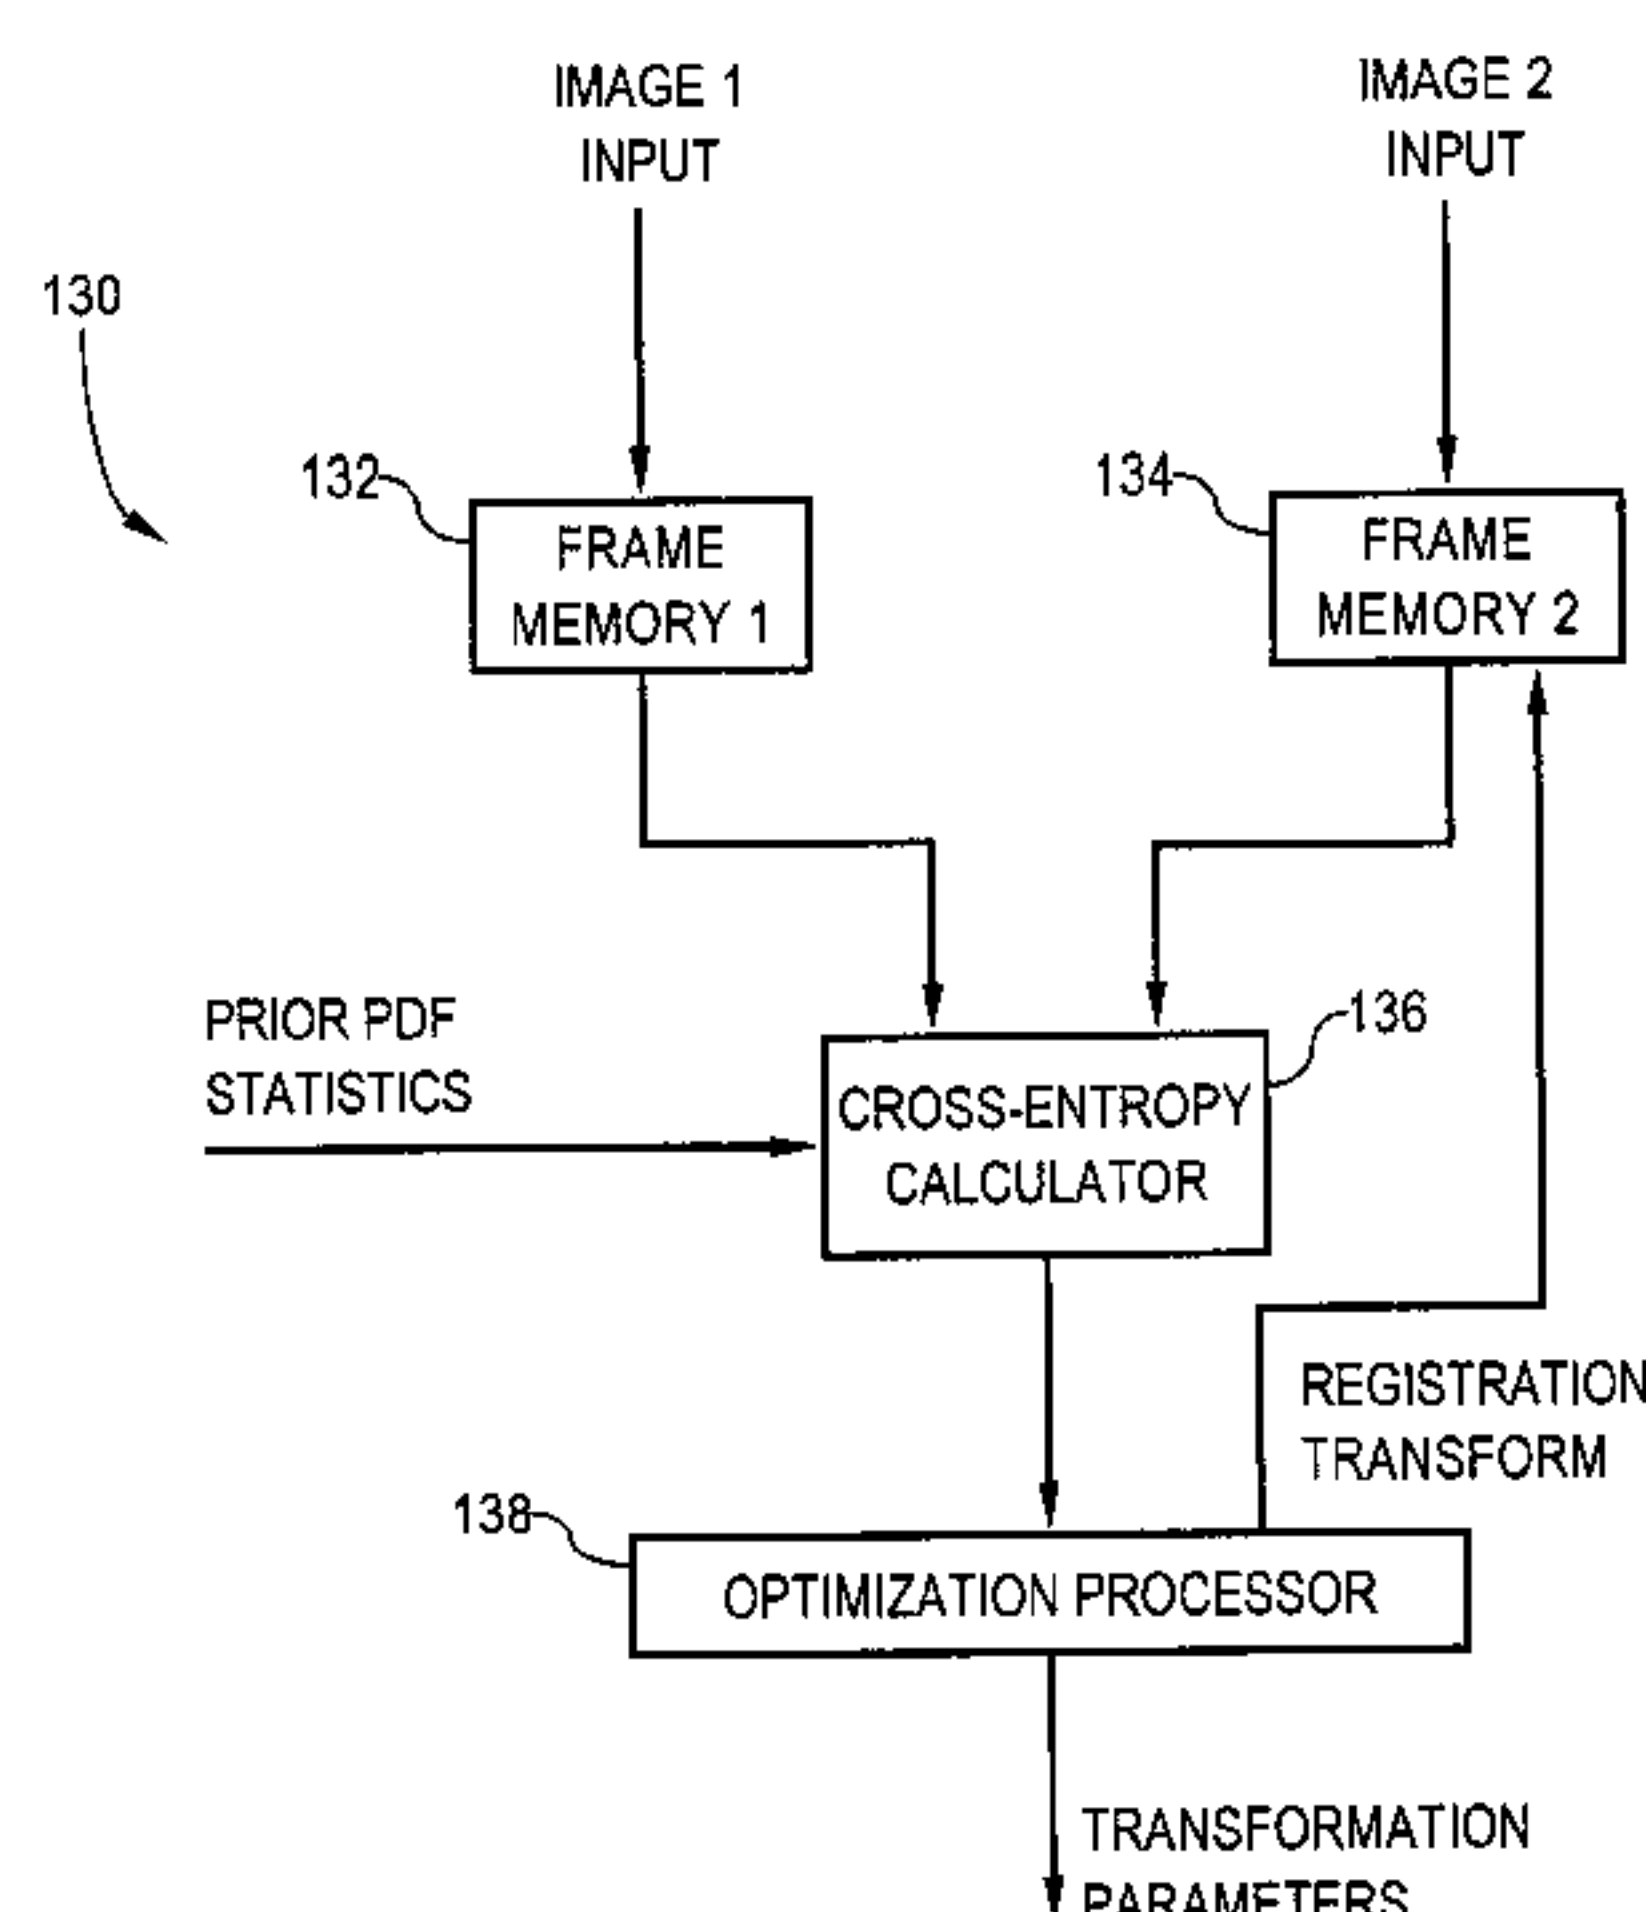 IMAGE 1
INPUT
IMAGE 2
INPUT
130
132
FRAME
MEMORY 1
134
FRAME
MEMORY 2
PRIOR PDF
STATISTICS
136
CROSS-ENTROPY
CALCULATOR
REGISTRATION
TRANSFORM
138
OPTIMIZATION PROCESSOR
TRANSFORMATION
PARAMETERS